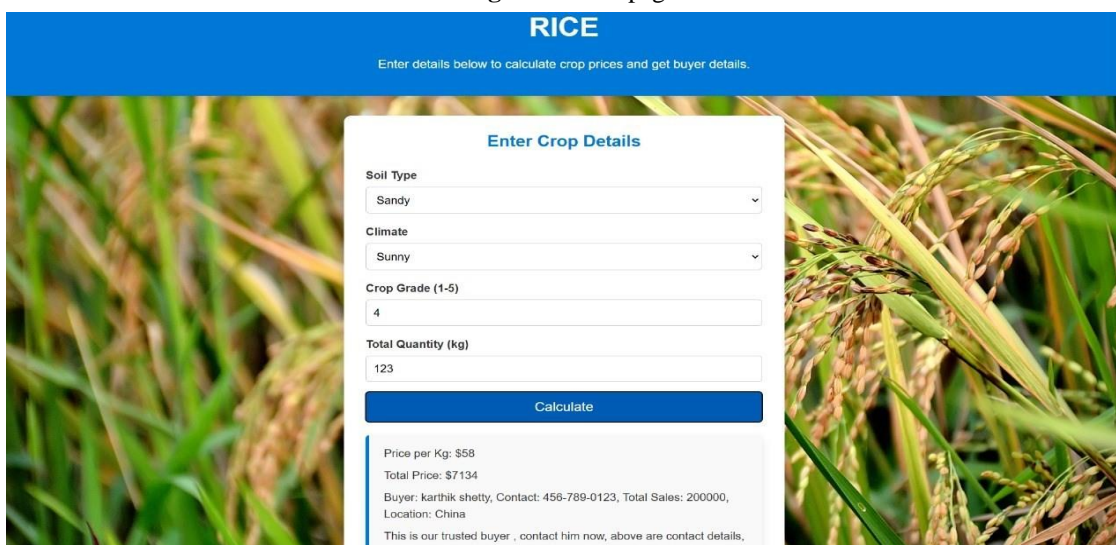 RICE
Enter details below to calculate crop prices and get buyer details.
Enter Crop Details
Soil Type
Sandy
Climate
Sunny
Crop Grade (1-5)
4
Total Quantity (kg)
123
Calculate
Price per Kg: $58
Total Price: $7134
Buyer: karthik shetty, Contact: 456-789-0123, Total Sales: 200000,
Location: China
This is our trusted buyer , contact him now, above are contact details,